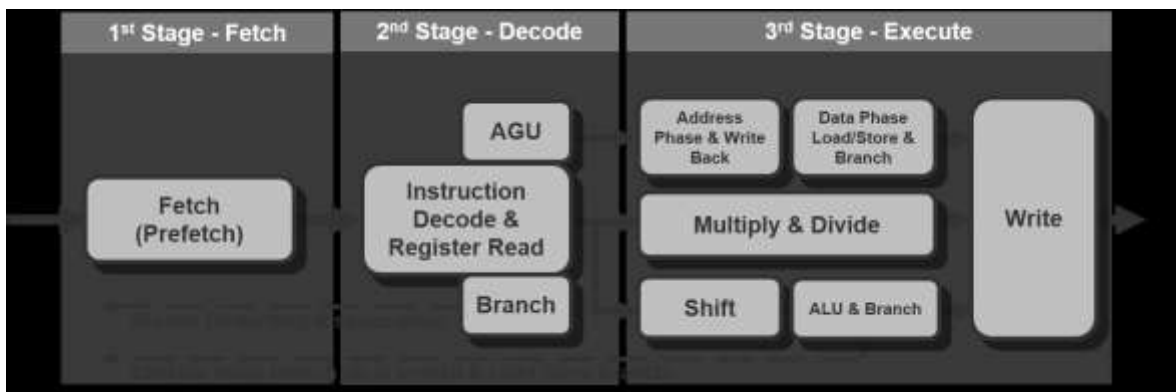 1st Stage - Fetch
2nd Stage - Decode
3rd Stage - Execute
Fetch
(Prefetch)
AGU
Instruction
Decode &
Register Read
Branch
Address
Phase & Write
Back
Data Phase
Load/Store &
Branch
Multiply & Divide
Shift
ALU & Branch
Write